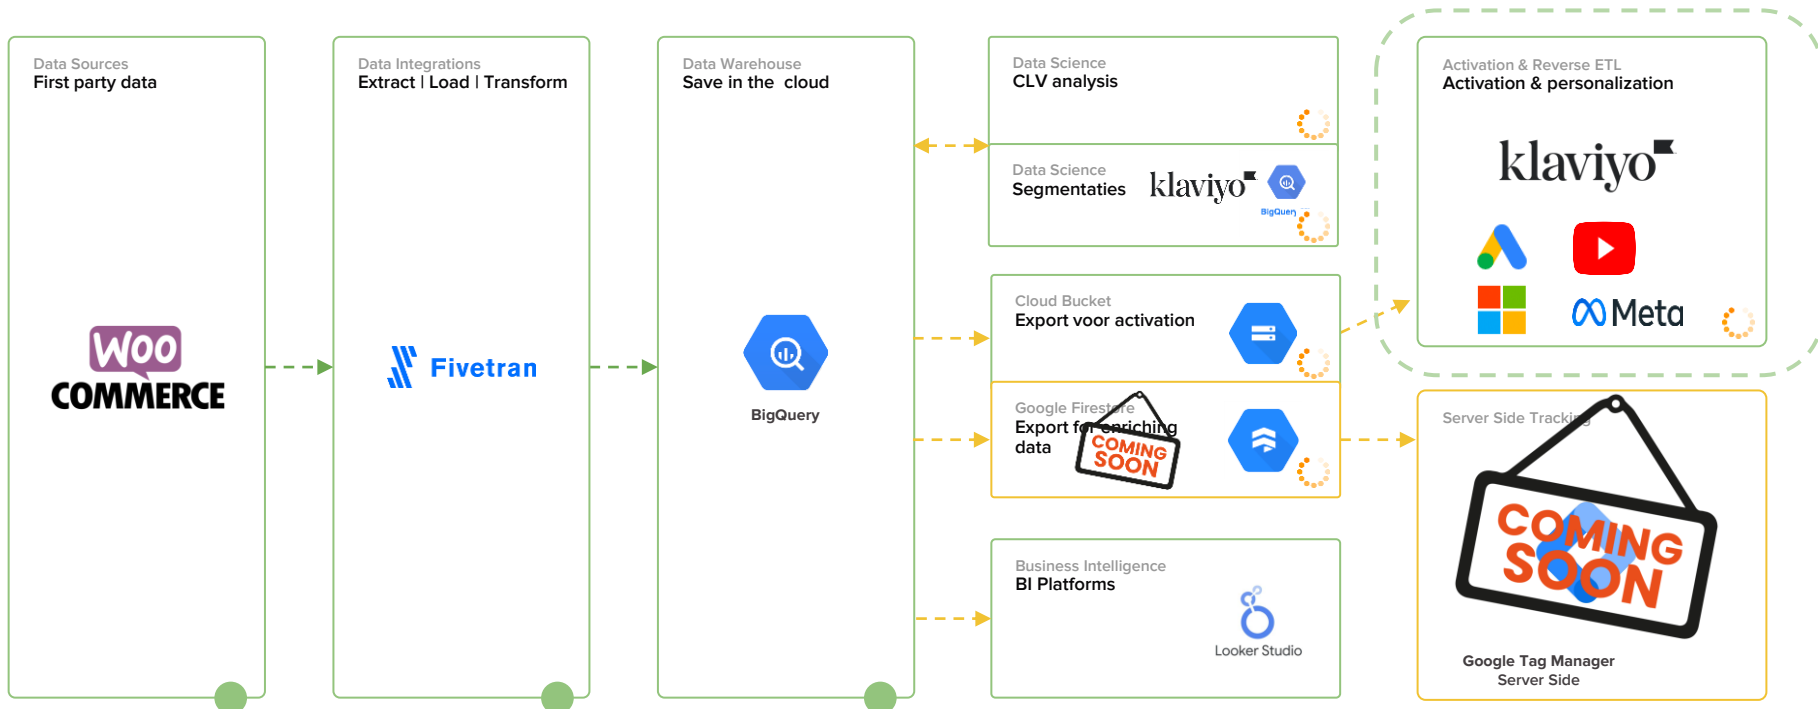 Data Sources
First party data
WOO
COMMERCE
Data Integrations
Extract | Load | Transform
Fivetran
Data Warehouse
Save in the cloud
BigQuery
Data Science
CLV analysis
Data Science
Segmentaties
klaviyo
BigQuery
Cloud Bucket
Export voor activation
Google Firestore
Export for enriching
data
COMING
SOON
Business Intelligence
BI Platforms
Looker Studio
Activation & Reverse ETL
Activation & personalization
klaviyo
Meta
Server Side Tracking
COMING
SOON
Google Tag Manager
Server Side